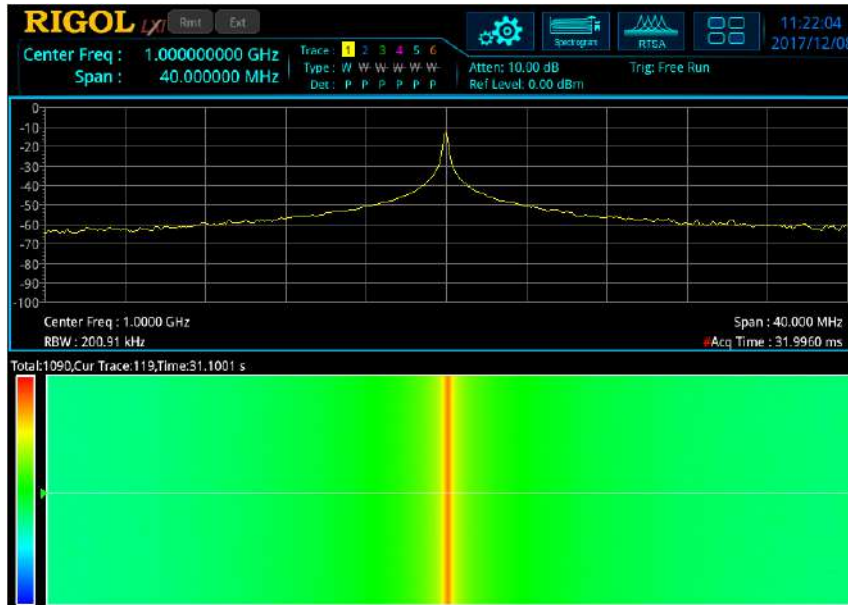 RIGOL LXI Rmt Ext
Spectrogram RTSA
11:22:04
2017/12/08
Center Freq : 1.000000000 GHz
Span : 40.000000 MHz
Trace : 1 2 3 4 5 6
Type : W W W W W W
Det : P P P P P P
Atten: 10.00 dB Trig: Free Run
Ref Level: 0.00 dBm
0
-10
-20
-30
-40
-50
-60
-70
-80
-90
-100
Center Freq : 1.0000 GHz Span : 40.000 MHz
RBW : 200.91 kHz #Acq Time : 31.9960 ms
Total:1090,Cur Trace:119,Time:31.1001 s